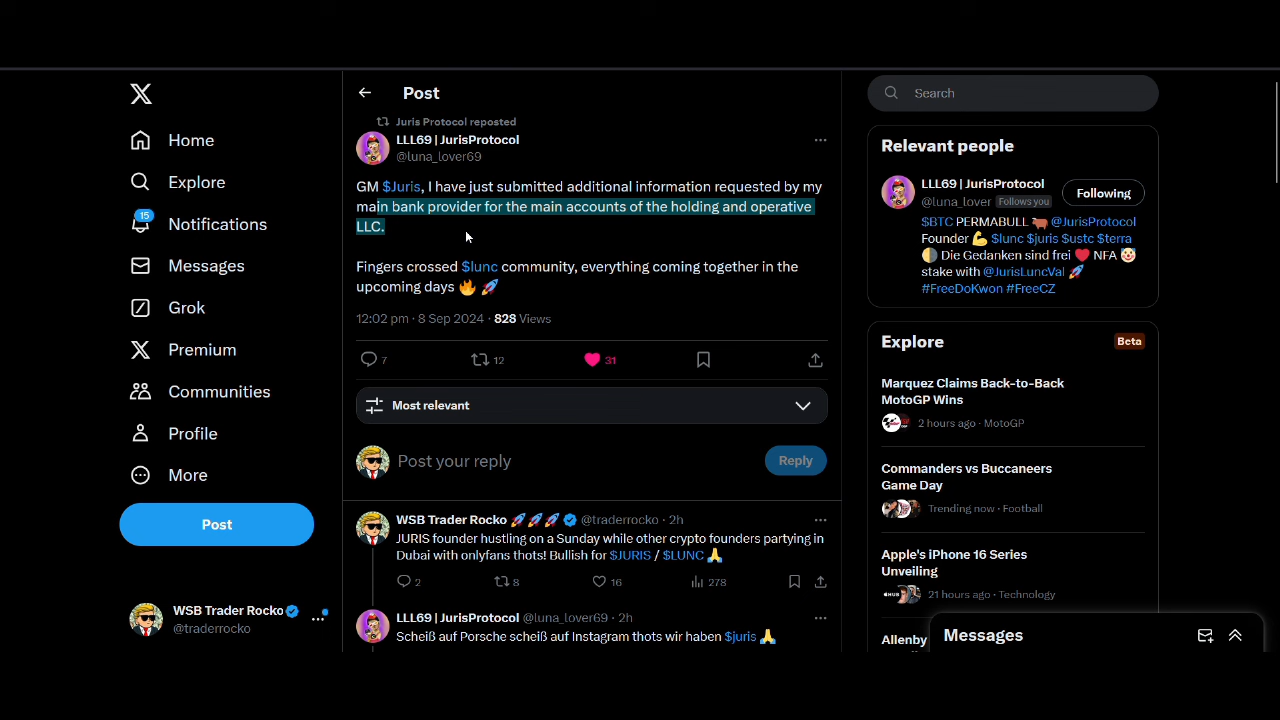 Home
Explore
15
Notifications
Messages
Grok
Premium
Communities
Profile
More
Post
WSB Trader Rocko
@traderrocko
Post
Juris Protocol reposted
LLL69 | JurisProtocol
@luna_lover69
GM $Juris, I have just submitted additional information requested by my
main bank provider for the main accounts of the holding and operative
LLC.
Fingers crossed $lunc community, everything coming together in the
upcoming days 🔥 🚀
12:02 pm · 8 Sep 2024 · 828 Views
7 12 31
Most relevant
Post your reply
Reply
WSB Trader Rocko 🚀🚀🚀 @traderrocko · 2h
JURIS founder hustling on a Sunday while other crypto founders partying in
Dubai with onlyfans thots! Bullish for $JURIS / $LUNC 🙏
2 8 16 278
LLL69 | JurisProtocol @luna_lover69 · 2h
Scheiß auf Porsche scheiß auf Instagram thots wir haben $juris 🙏
Search
Relevant people
LLL69 | JurisProtocol
@luna_lover Follows you
Following
$BTC PERMABULL 🐂 @JurisProtocol
Founder 💪 $lunc $juris $ustc $terra
🌗 Die Gedanken sind frei ❤️ NFA 🤡
stake with @JurisLuncVal 🚀
#FreeDoKwon #FreeCZ
Explore
Beta
Marquez Claims Back-to-Back
MotoGP Wins
2 hours ago · MotoGP
Commanders vs Buccaneers
Game Day
Trending now · Football
Apple's iPhone 16 Series
Unveiling
21 hours ago · Technology
Allenby
Messages